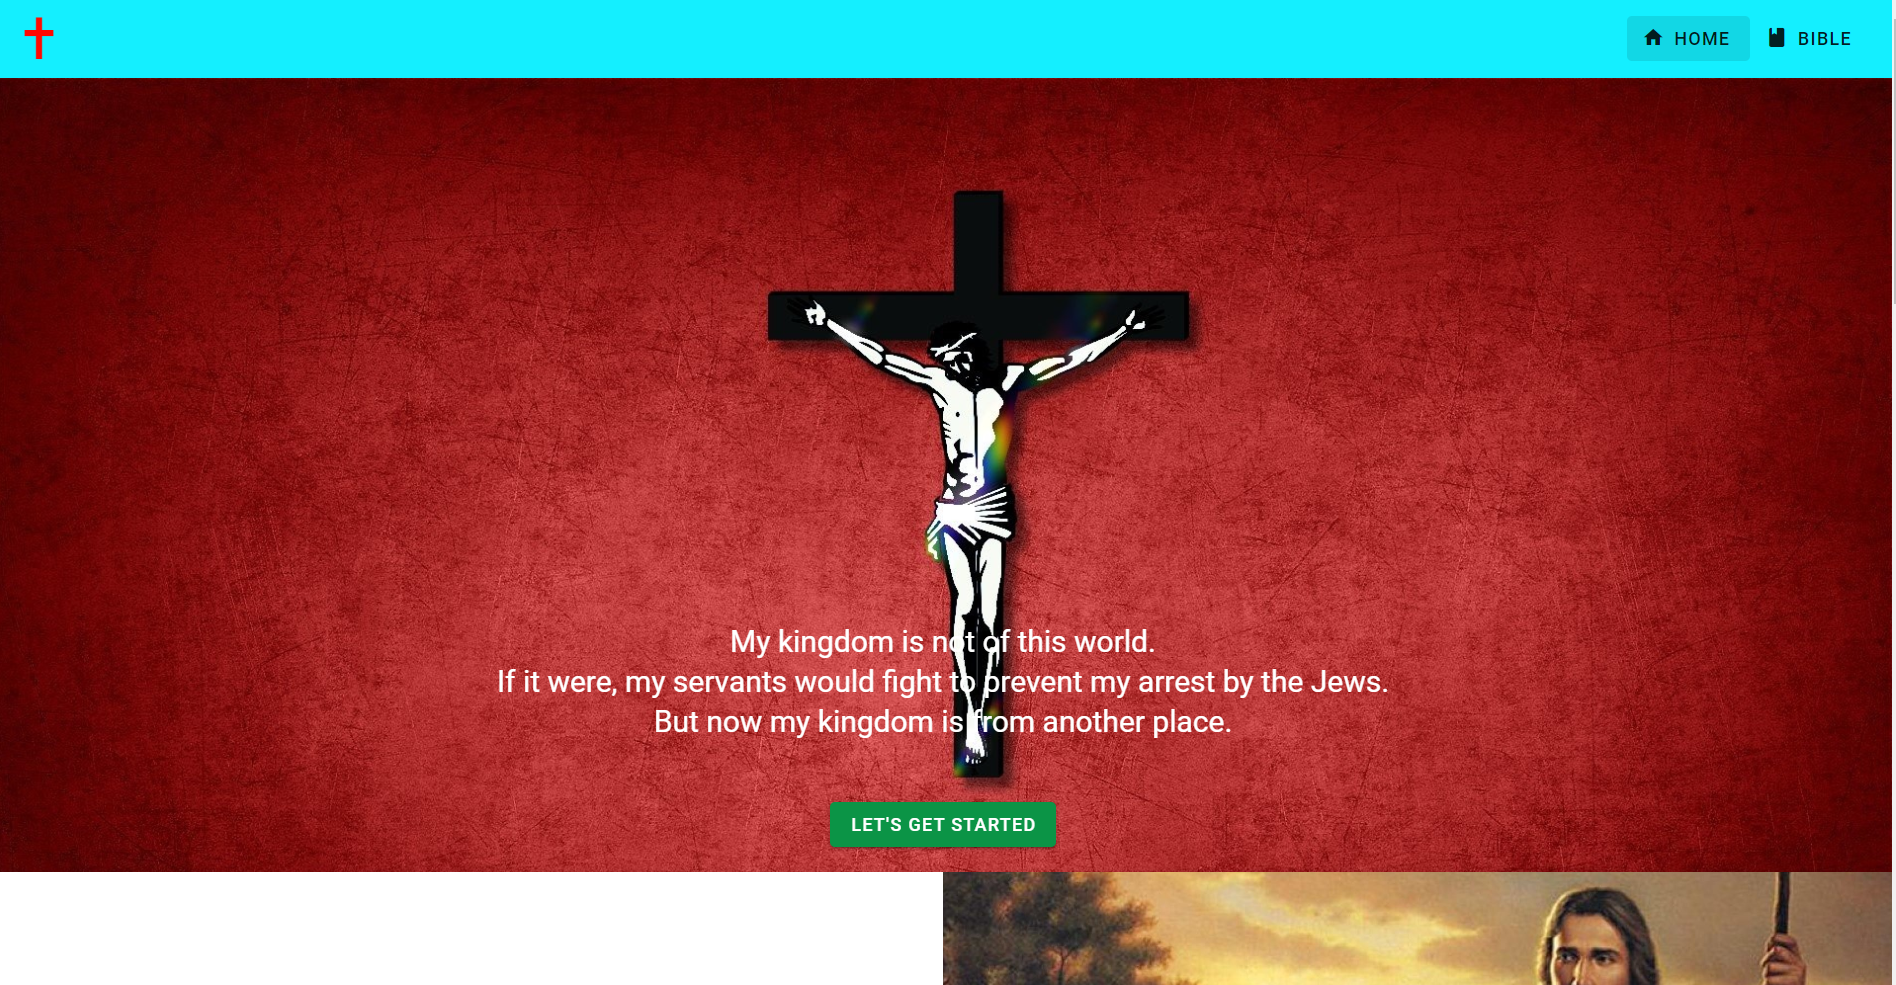 HOME
BIBLE
My kingdom is not of this world.
If it were, my servants would fight to prevent my arrest by the Jews.
But now my kingdom is from another place.
LET'S GET STARTED